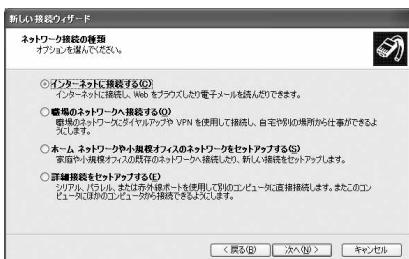 新しい接続ウィザード
ネットワーク接続の種類
オプションを選んでください。
インターネットに接続する(C)
インターネットに接続し、Web をブラウズしたり電子メールを読んだりできます。
職場のネットワークへ接続する(O)
職場のネットワークにダイヤルアップや VPN を使用して接続し、自宅や別の場所から仕事ができるよ
うにします。
ホーム ネットワークや小規模オフィスのネットワークをセットアップする(S)
家庭や小規模オフィスの既存のネットワークへ接続したり、新しい接続をセットアップします。
詳細接続をセットアップする(E)
シリアル、パラレル、または赤外線ポートを使用して別のコンピュータに直接接続します。またこのコン
ピュータにほかのコンピュータから接続できるようにします。
< 戻る(B)
次へ(N) >
キャンセル